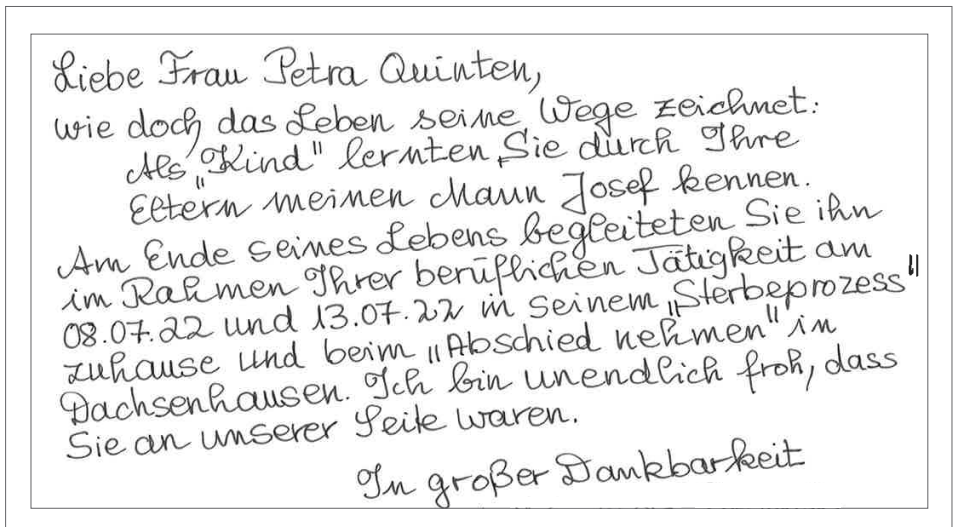 Liebe Frau Petra Quinten,
wie doch das Leben seine Wege zeichnet:
Als „Kind" lernten Sie durch Ihre
Eltern meinen Mann Josef kennen.
Am Ende seines Lebens begleiteten Sie ihn
im Rahmen Ihrer beruflichen Tätigkeit am
08.07.22 und 13.07.22 in seinem „Sterbeprozess"
zuhause und beim „Abschied nehmen" in
Dachsenhausen. Ich bin unendlich froh, dass
Sie an unserer Seite waren.
In großer Dankbarkeit